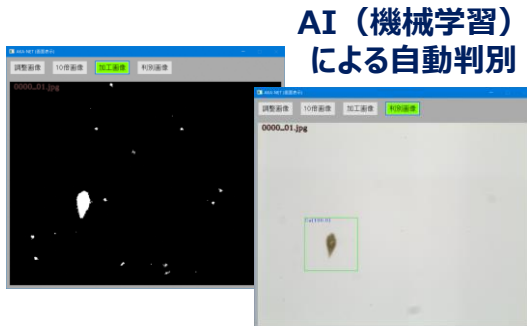 AI（機械学習）
による自動判別
調整画像 10倍画像 加工画像 判別画像
0000_01.jpg
調整画像 10倍画像 加工画像 判別画像
0000_01.jpg